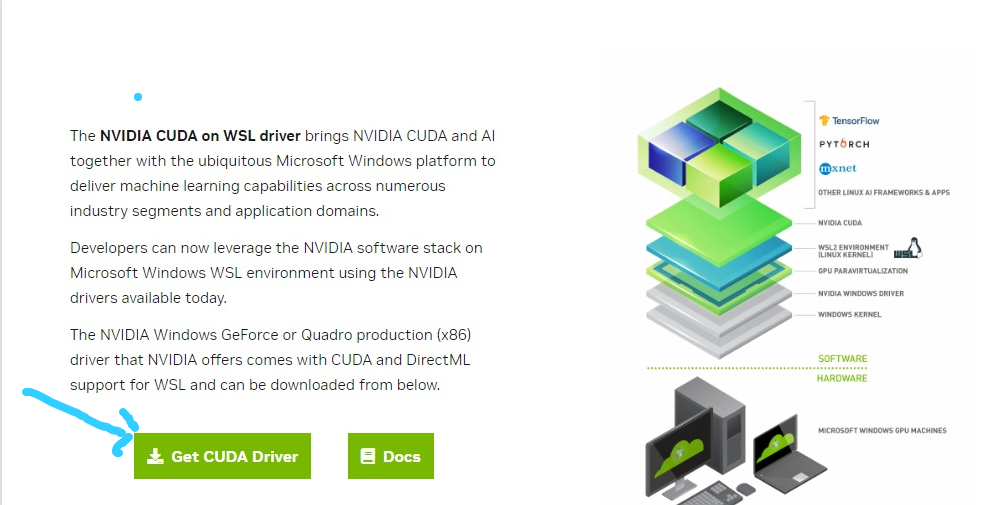 The NVIDIA CUDA on WSL driver brings NVIDIA CUDA and AI
together with the ubiquitous Microsoft Windows platform to
deliver machine learning capabilities across numerous
industry segments and application domains.
Developers can now leverage the NVIDIA software stack on
Microsoft Windows WSL environment using the NVIDIA
drivers available today.
The NVIDIA Windows GeForce or Quadro production (x86)
driver that NVIDIA offers comes with CUDA and DirectML
support for WSL and can be downloaded from below.
Get CUDA Driver
Docs
TensorFlow
PYTORCH
mxnet
OTHER LINUX AI FRAMEWORKS & APPS
NVIDIA CUDA
WSL2 ENVIRONMENT
(LINUX KERNEL)
WSL
GPU PARAVIRTUALIZATION
NVIDIA WINDOWS DRIVER
WINDOWS KERNEL
SOFTWARE
HARDWARE
MICROSOFT WINDOWS GPU MACHINES